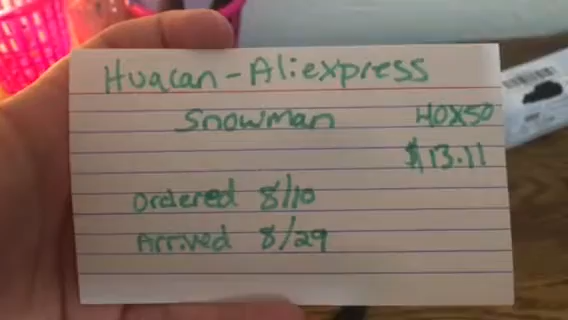 Huacan-Aliexpress
Snowman 40x50
$13.11
Ordered 8/10
Arrived 8/29